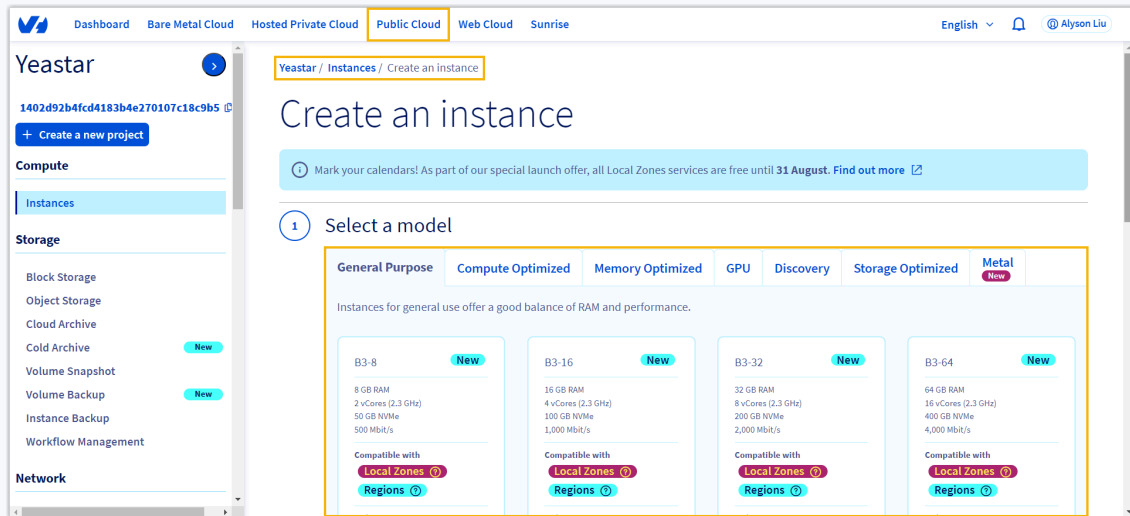 Dashboard Bare Metal Cloud Hosted Private Cloud Public Cloud Web Cloud Sunrise English Alyson Liu
Yeastar
1402d92b4fcd4183b4e270107c18c9b5
+ Create a new project
Compute
Instances
Storage
Block Storage
Object Storage
Cloud Archive
Cold Archive New
Volume Snapshot
Volume Backup New
Instance Backup
Workflow Management
Network
Yeastar / Instances / Create an instance
Create an instance
Mark your calendars! As part of our special launch offer, all Local Zones services are free until 31 August. Find out more
1 Select a model
General Purpose Compute Optimized Memory Optimized GPU Discovery Storage Optimized Metal New
Instances for general use offer a good balance of RAM and performance.
B3-8 New
8 GB RAM
2 vCores (2.3 GHz)
50 GB NVMe
500 Mbit/s
Compatible with
Local Zones ?
Regions ?
B3-16 New
16 GB RAM
4 vCores (2.3 GHz)
100 GB NVMe
1,000 Mbit/s
Compatible with
Local Zones ?
Regions ?
B3-32 New
32 GB RAM
8 vCores (2.3 GHz)
200 GB NVMe
2,000 Mbit/s
Compatible with
Local Zones ?
Regions ?
B3-64 New
64 GB RAM
16 vCores (2.3 GHz)
400 GB NVMe
4,000 Mbit/s
Compatible with
Local Zones ?
Regions ?